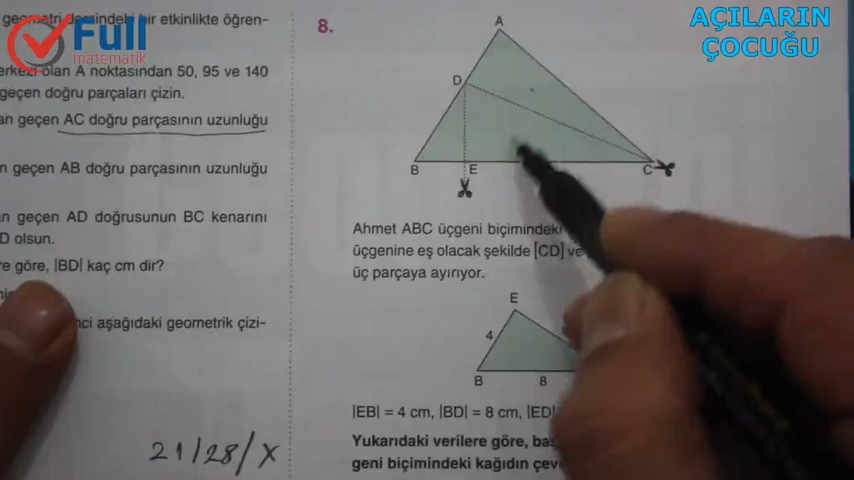 geometri dersindeki bir etkinlikte öğren-
Full
matematik
erkezi olan A noktasından 50, 95 ve 140
geçen doğru parçaları çizin.
an geçen AC doğru parçasının uzunluğu
an geçen AB doğru parçasının uzunluğu
n geçen AD doğrusunun BC kenarını
D olsun.
re göre, |BD| kaç cm dir?
nci aşağıdaki geometrik çizi-
21/28/X
AÇILARIN
ÇOCUĞU
8.
A
D
B E C
Ahmet ABC üçgeni biçimindeki
üçgenine eş olacak şekilde [CD] ve
üç parçaya ayırıyor.
E
4
B 8
|EB| = 4 cm, |BD| = 8 cm, |ED|
Yukarıdaki verilere göre,
geni biçimindeki kağıdın